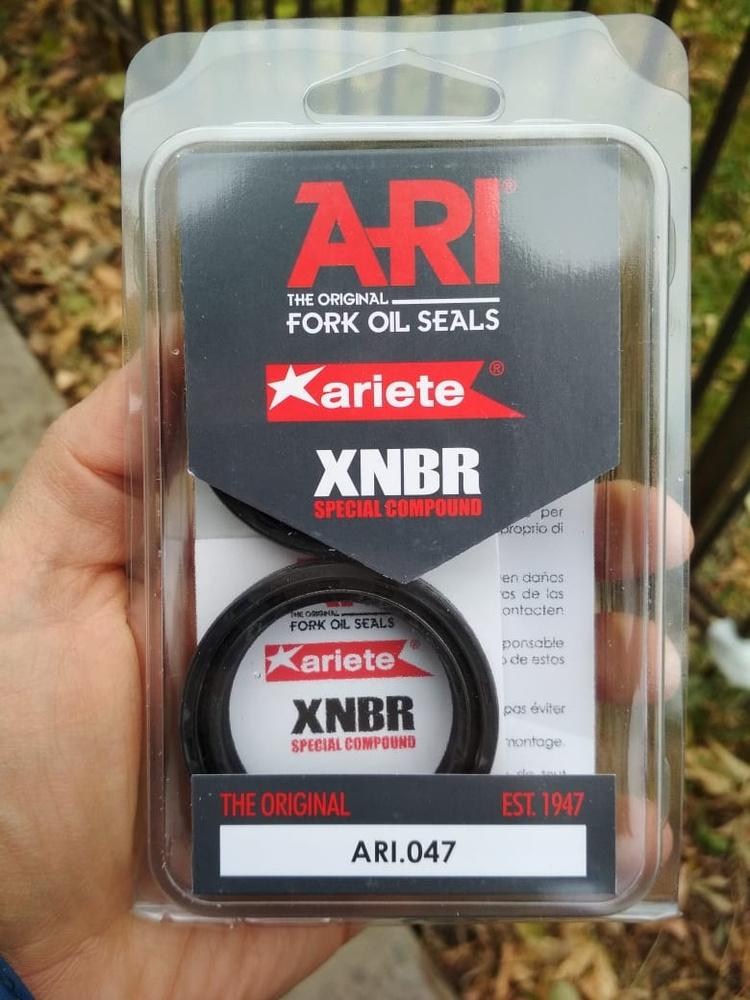 ARI®
THE ORIGINAL
FORK OIL SEALS
ariete®
XNBR
SPECIAL COMPOUND
per
proprio di
en daños
os de las
ontacten
ponsable
o de estos
pas éviter
montage.
THE ORIGINAL
FORK OIL SEALS
ariete®
XNBR
SPECIAL COMPOUND
THE ORIGINAL EST. 1947
ARI.047